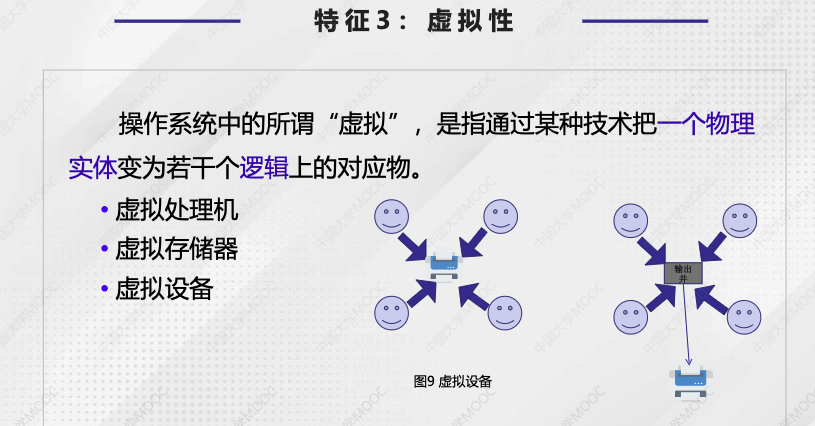 特征3：虚拟性
操作系统中的所谓“虚拟”，是指通过某种技术把一个物理
实体变为若干个逻辑上的对应物。
• 虚拟处理机
• 虚拟存储器
• 虚拟设备
输出
井
图9 虚拟设备
中国大学MOOC